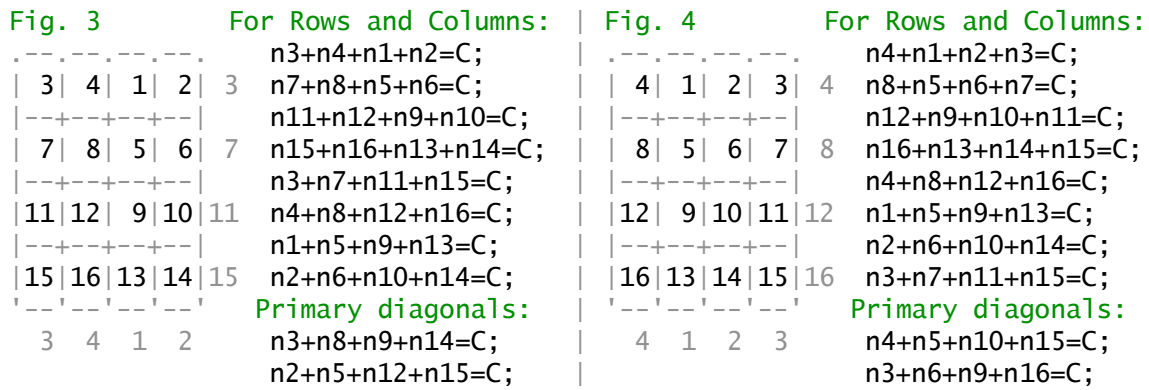 Fig. 3         For Rows and Columns: | Fig. 4         For Rows and Columns:
.--.--.--.--.    n3+n4+n1+n2=C;      | .--.--.--.--.    n4+n1+n2+n3=C;
| 3| 4| 1| 2| 3  n7+n8+n5+n6=C;      | | 4| 1| 2| 3| 4  n8+n5+n6+n7=C;
|--+--+--+--|    n11+n12+n9+n10=C;   | |--+--+--+--|    n12+n9+n10+n11=C;
| 7| 8| 5| 6| 7  n15+n16+n13+n14=C;  | | 8| 5| 6| 7| 8  n16+n13+n14+n15=C;
|--+--+--+--|    n3+n7+n11+n15=C;    | |--+--+--+--|    n4+n8+n12+n16=C;
|11|12| 9|10|11  n4+n8+n12+n16=C;    | |12| 9|10|11|12  n1+n5+n9+n13=C;
|--+--+--+--|    n1+n5+n9+n13=C;     | |--+--+--+--|    n2+n6+n10+n14=C;
|15|16|13|14|15  n2+n6+n10+n14=C;    | |16|13|14|15|16  n3+n7+n11+n15=C;
'--'--'--'--'   Primary diagonals:   | '--'--'--'--'   Primary diagonals:
  3  4  1  2     n3+n8+n9+n14=C;     |   4  1  2  3     n4+n5+n10+n15=C;
                 n2+n5+n12+n15=C;    |                  n3+n6+n9+n16=C;